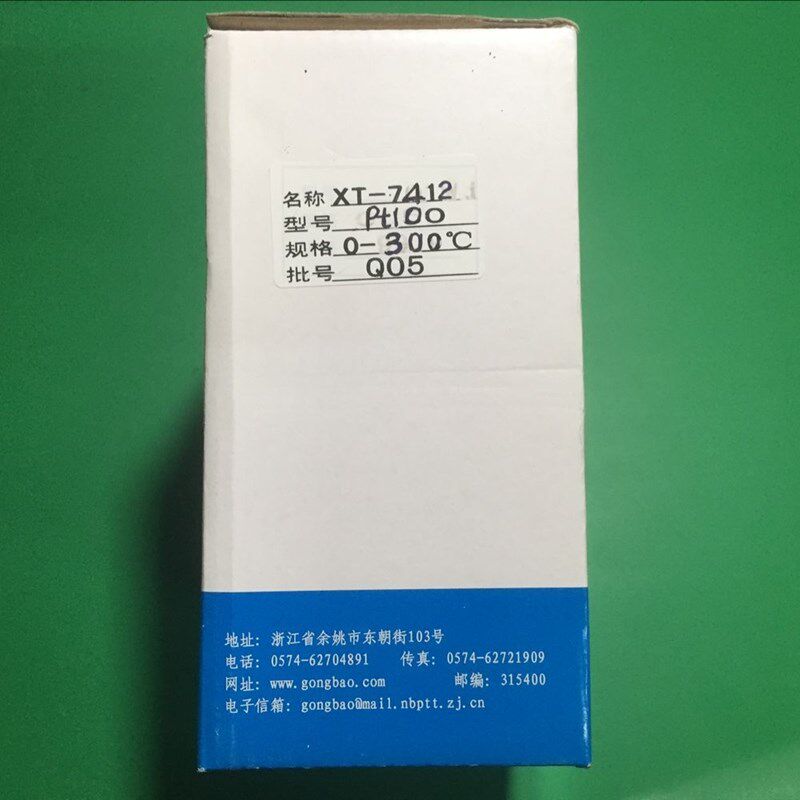 名称 XT-7412
型号 Pt100
规格 0-300℃
批号 Q05
地址: 浙江省余姚市东朝街103号
电话: 0574-62704891 传真: 0574-62721909
网址: www.gongbao.com 邮编: 315400
电子信箱: gongbao@mail.nbptt.zj.cn